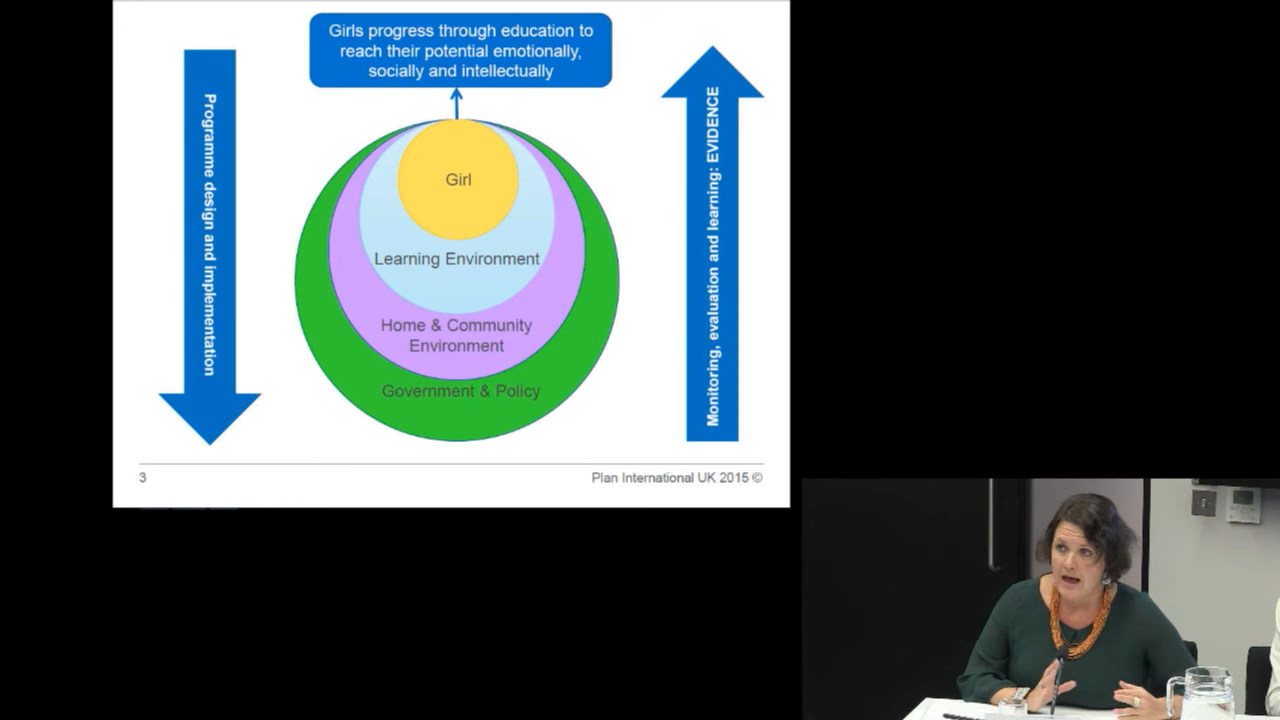 Girls progress through education to
reach their potential emotionally,
socially and intellectually
Programme design and implementation
Girl
Learning Environment
Home & Community
Environment
Government & Policy
Monitoring, evaluation and learning: EVIDENCE
3
Plan International UK 2015 ©